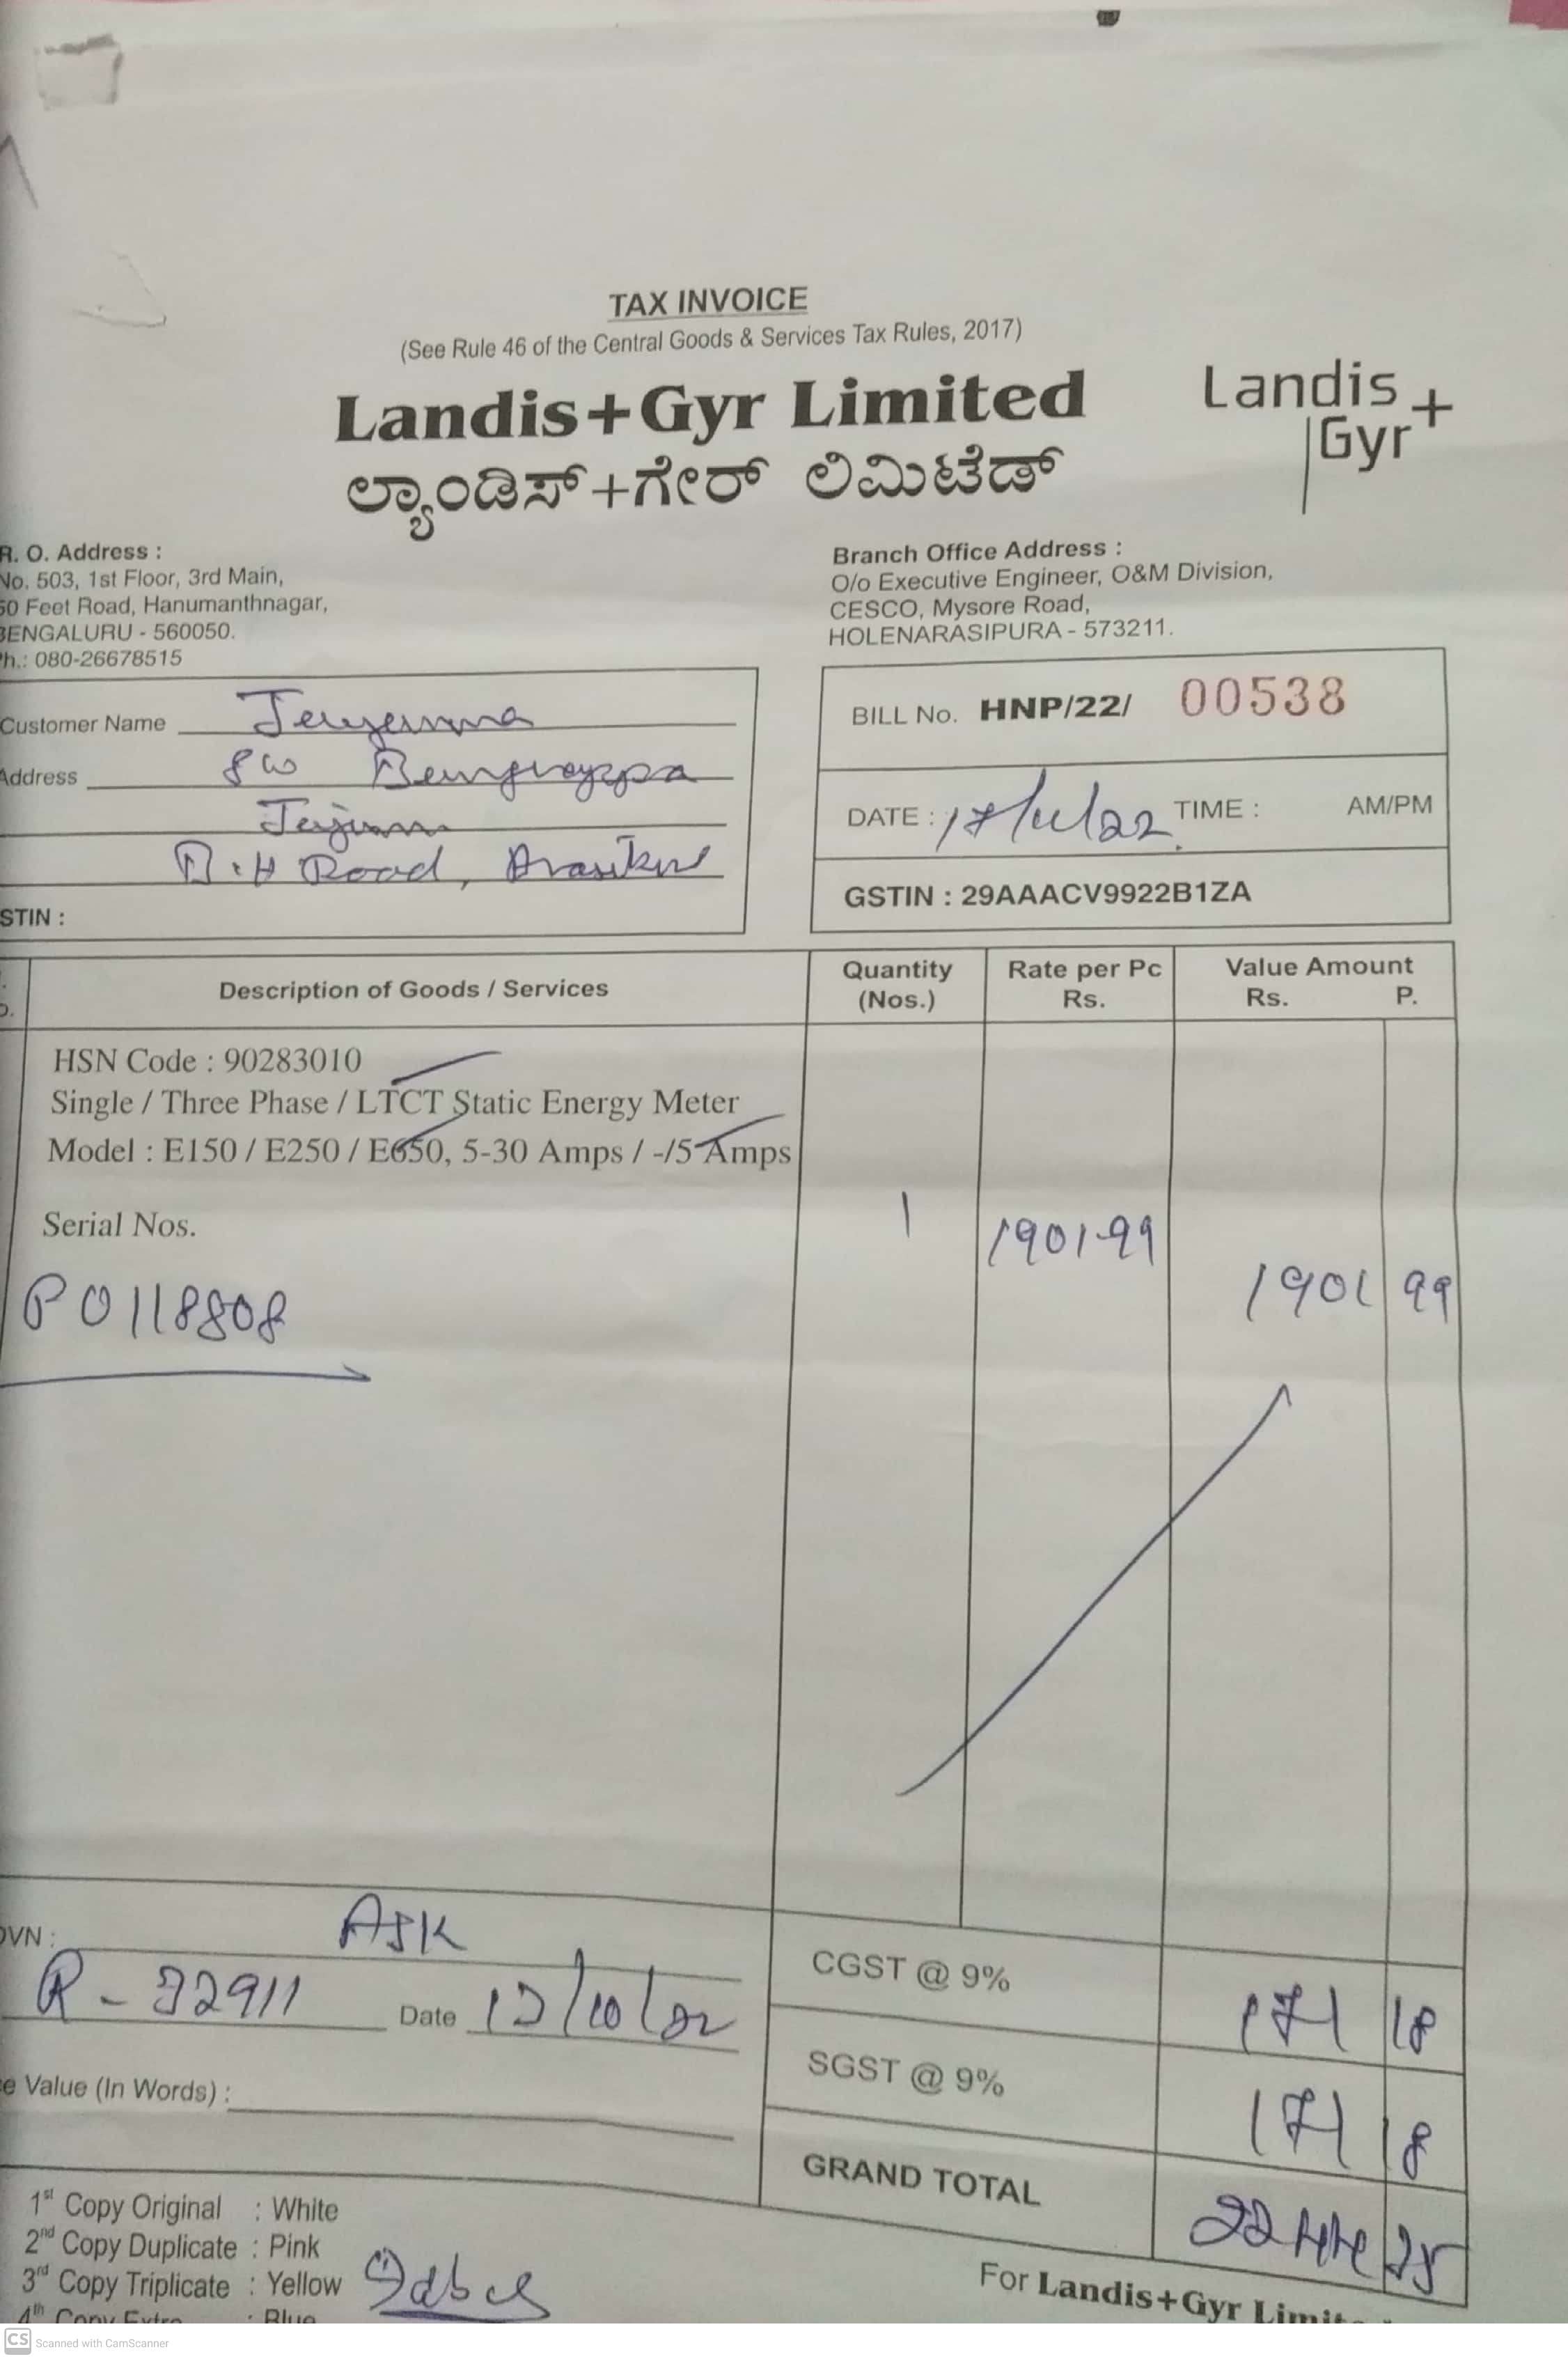 TAX INVOICE
(See Rule 46 of the Central Goods & Services Tax Rules, 2017)
Landis+Gyr Limited
ಲ್ಯಾಂಡಿಸ್+ಗೇರ್ ಲಿಮಿಟೆಡ್
Landis
Gyr+
R. O. Address :
No. 503, 1st Floor, 3rd Main,
50 Feet Road, Hanumanthnagar,
BENGALURU - 560050.
Ph.: 080-26678515
Branch Office Address :
O/o Executive Engineer, O&M Division,
CESCO, Mysore Road,
HOLENARASIPURA - 573211.
Customer Name
Address
B.H Road,
STIN :
BILL No. HNP/22/ 00538
DATE : 17/11/22 TIME : AM/PM
GSTIN : 29AAACV9922B1ZA
Description of Goods / Services
Quantity (Nos.)
Rate per Pc Rs.
Value Amount
Rs. P.
HSN Code : 90283010
Single / Three Phase / LTCT Static Energy Meter
Model : E150 / E250 / E650, 5-30 Amps / -/5 Amps
Serial Nos.
1 1901-99
1901 99
P0118808
OVN : ASK
CGST @ 9% 171 18
Date
SGST @ 9% 171 18
e Value (In Words) :
GRAND TOTAL
1st Copy Original : White
2nd Copy Duplicate : Pink
3rd Copy Triplicate : Yellow
4th Copy Extra : Blue
For Landis+Gyr Limite
CS Scanned with CamScanner